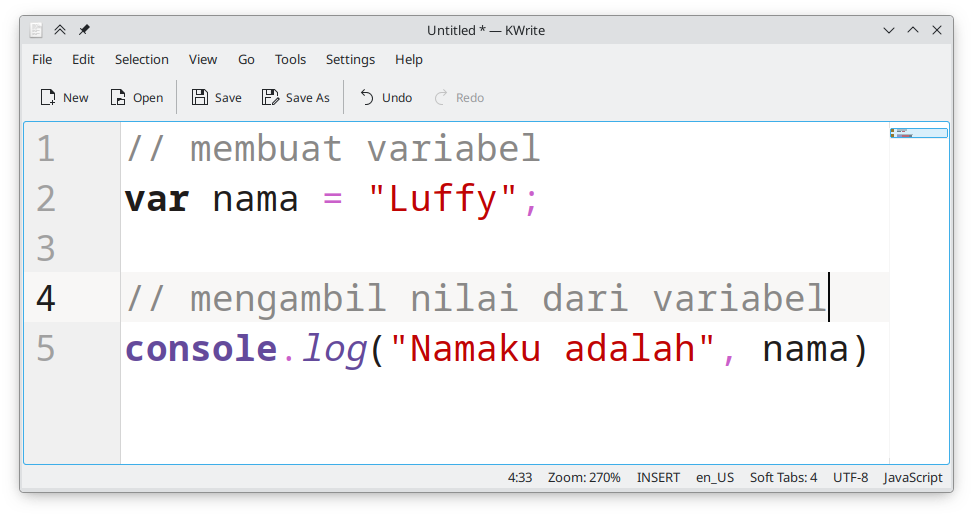 Untitled * — KWrite
File Edit Selection View Go Tools Settings Help
New Open Save Save As Undo Redo
1 // membuat variabel
2 var nama = "Luffy";
3
4 // mengambil nilai dari variabel
5 console.log("Namaku adalah", nama)
4:33 Zoom: 270% INSERT en_US Soft Tabs: 4 UTF-8 JavaScript